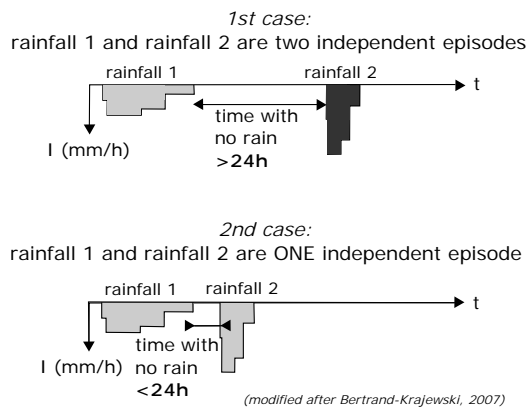 1st case:
rainfall 1 and rainfall 2 are two independent episodes
rainfall 1
rainfall 2
t
time with
no rain
>24h
I (mm/h)
2nd case:
rainfall 1 and rainfall 2 are ONE independent episode
rainfall 1
rainfall 2
t
time with
no rain
<24h
I (mm/h)
(modified after Bertrand-Krajewski, 2007)